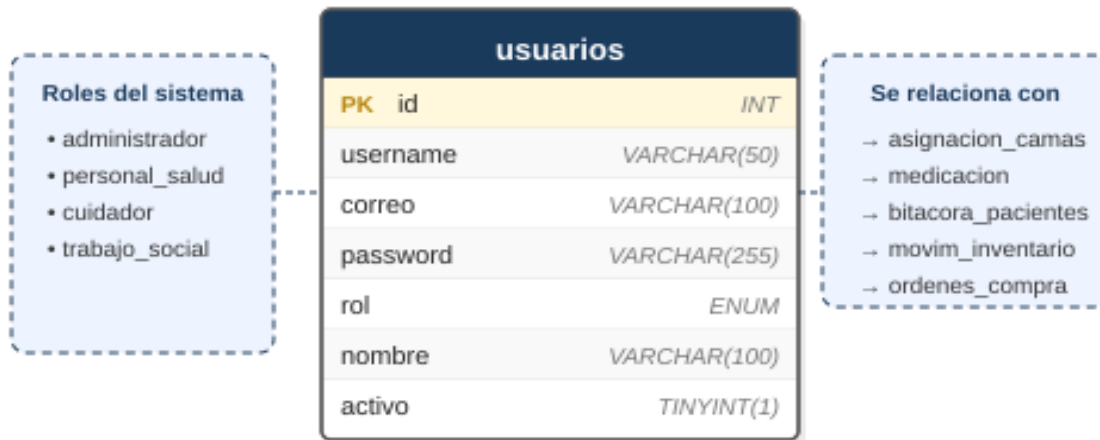 Roles del sistema
• administrador
• personal_salud
• cuidador
• trabajo_social
usuarios
PK id INT
username VARCHAR(50)
correo VARCHAR(100)
password VARCHAR(255)
rol ENUM
nombre VARCHAR(100)
activo TINYINT(1)
Se relaciona con
→ asignacion_camas
→ medicacion
→ bitacora_pacientes
→ movim_inventario
→ ordenes_compra